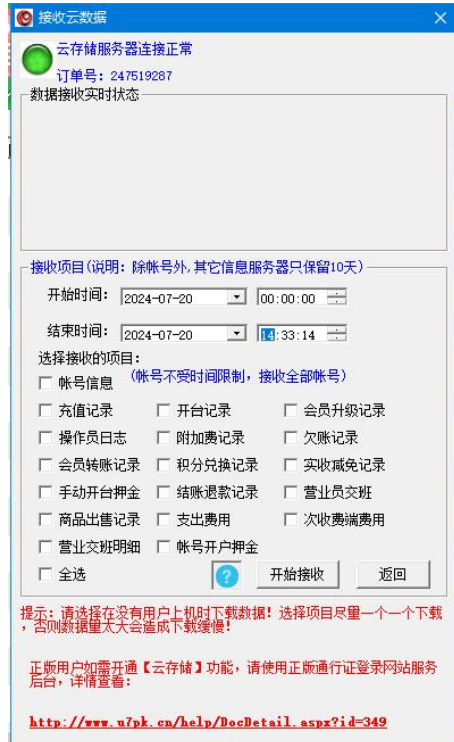 接收云数据
云存储服务器连接正常
订单号: 247519287
数据接收实时状态
接收项目(说明: 除帐号外,其它信息服务器只保留10天)
开始时间: 2024-07-20 00:00:00
结束时间: 2024-07-20 14:33:14
选择接收的项目:
帐号信息 (帐号不受时间限制，接收全部帐号)
充值记录 开台记录 会员升级记录
操作员日志 附加费记录 欠账记录
会员转账记录 积分兑换记录 实收减免记录
手动开台押金 结账退款记录 营业员交班
商品出售记录 支出费用 次收费端费用
营业交班明细 帐号开户押金
全选 ? 开始接收 返回
提示: 请选择在没有用户上机时下载数据! 选择项目尽量一个一个下载
，否则数据量太大会造成下载缓慢!
正版用户如需开通【云存储】功能，请使用正版通行证登录网站服务
后台，详情查看:
http://www.u7pk.cn/help/DocDetail.aspx?id=349